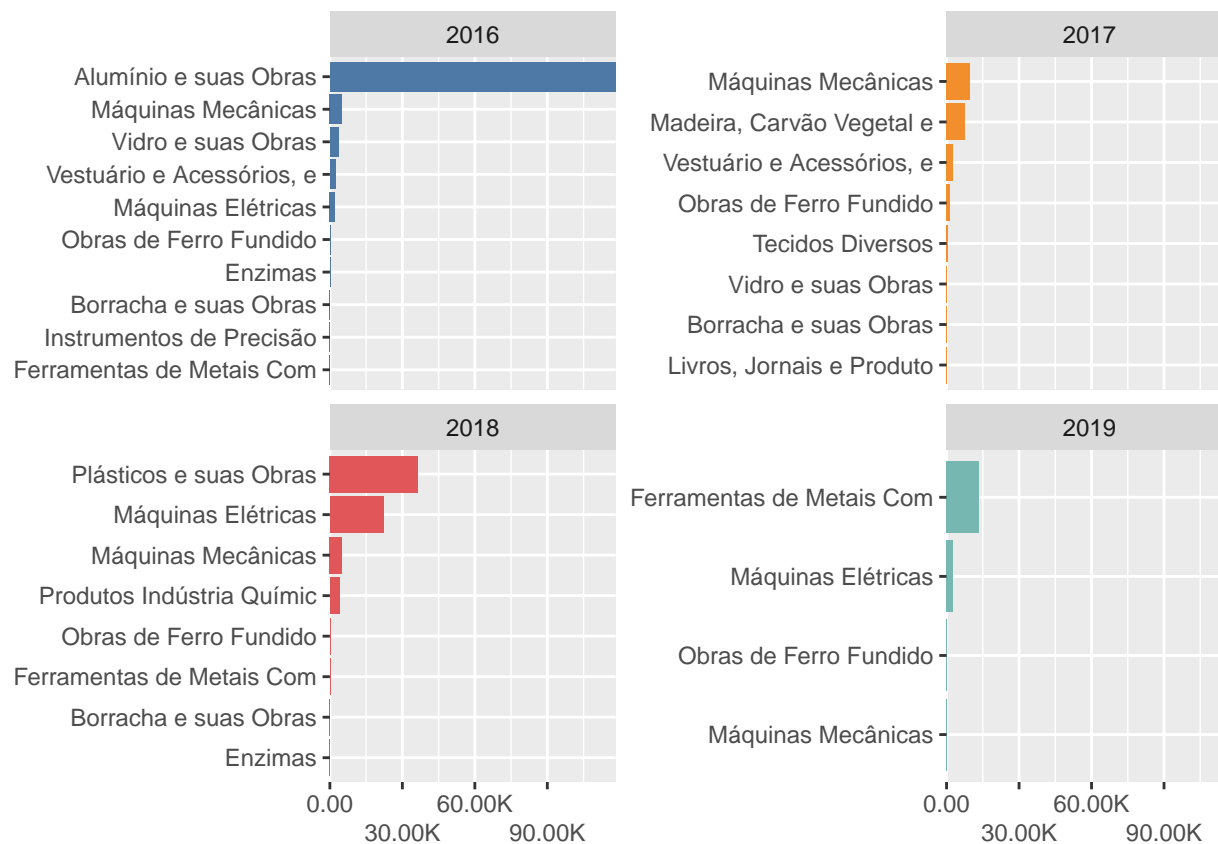 2016
Alumínio e suas Obras
Máquinas Mecânicas
Vidro e suas Obras
Vestuário e Acessórios, e
Máquinas Elétricas
Obras de Ferro Fundido
Enzimas
Borracha e suas Obras
Instrumentos de Precisão
Ferramentas de Metais Com
2017
Máquinas Mecânicas
Madeira, Carvão Vegetal e
Vestuário e Acessórios, e
Obras de Ferro Fundido
Tecidos Diversos
Vidro e suas Obras
Borracha e suas Obras
Livros, Jornais e Produto
2018
Plásticos e suas Obras
Máquinas Elétricas
Máquinas Mecânicas
Produtos Indústria Químic
Obras de Ferro Fundido
Ferramentas de Metais Com
Borracha e suas Obras
Enzimas
0.00 60.00K
30.00K 90.00K
2019
Ferramentas de Metais Com
Máquinas Elétricas
Obras de Ferro Fundido
Máquinas Mecânicas
0.00 60.00K
30.00K 90.00K